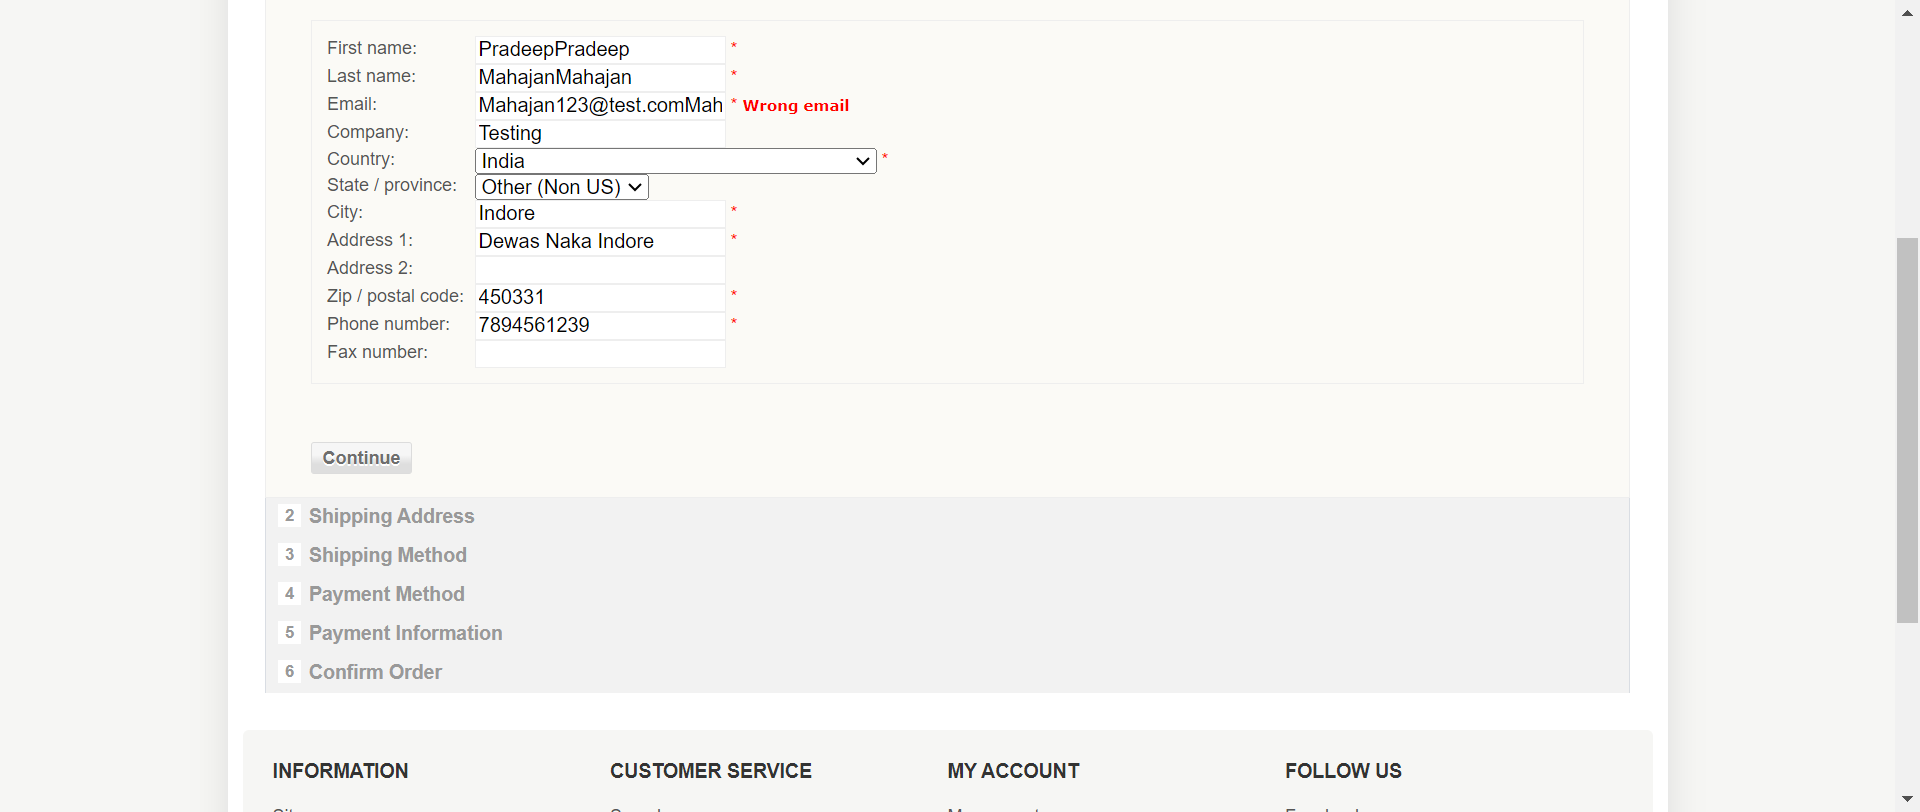 First name: PradeepPradeep *
Last name: MahajanMahajan *
Email: Mahajan123@test.comMah * Wrong email
Company: Testing
Country: India *
State / province: Other (Non US)
City: Indore *
Address 1: Dewas Naka Indore *
Address 2:
Zip / postal code: 450331 *
Phone number: 7894561239 *
Fax number:
Continue
2 Shipping Address
3 Shipping Method
4 Payment Method
5 Payment Information
6 Confirm Order
INFORMATION CUSTOMER SERVICE MY ACCOUNT FOLLOW US